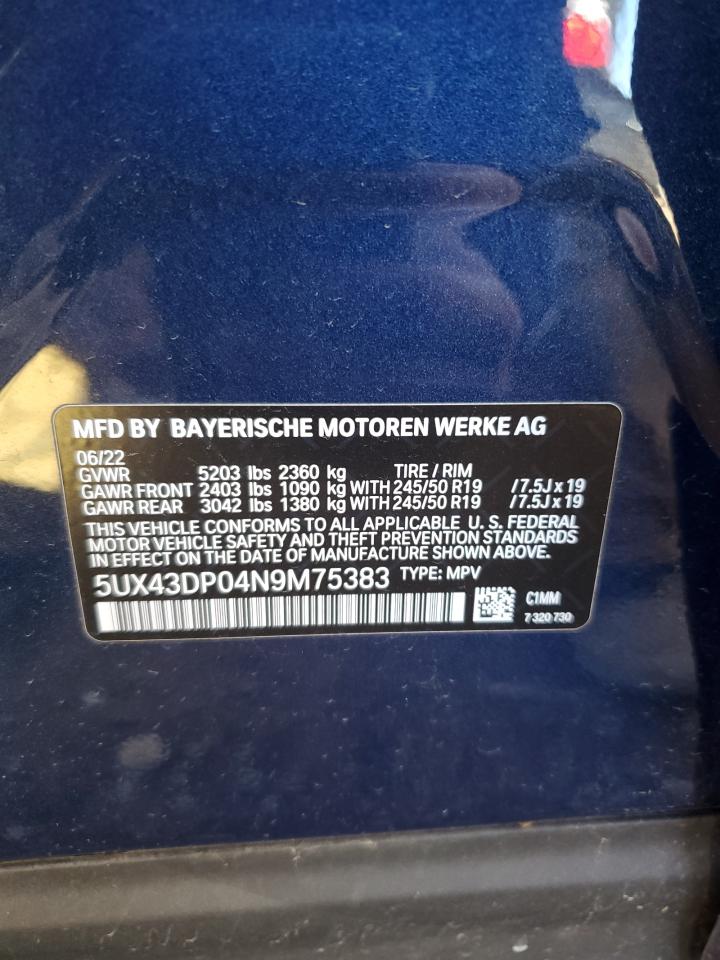 MFD BY BAYERISCHE MOTOREN WERKE AG
06/22
GVWR 5203 lbs 2360 kg TIRE / RIM
GAWR FRONT 2403 lbs 1090 kg WITH 245/50 R19 /7.5J x 19
GAWR REAR 3042 lbs 1380 kg WITH 245/50 R19 /7.5J x 19
THIS VEHICLE CONFORMS TO ALL APPLICABLE U. S. FEDERAL
MOTOR VEHICLE SAFETY AND THEFT PREVENTION STANDARDS
IN EFFECT ON THE DATE OF MANUFACTURE SHOWN ABOVE.
5UX43DP04N9M75383 TYPE: MPV
C1MM
7 320 730